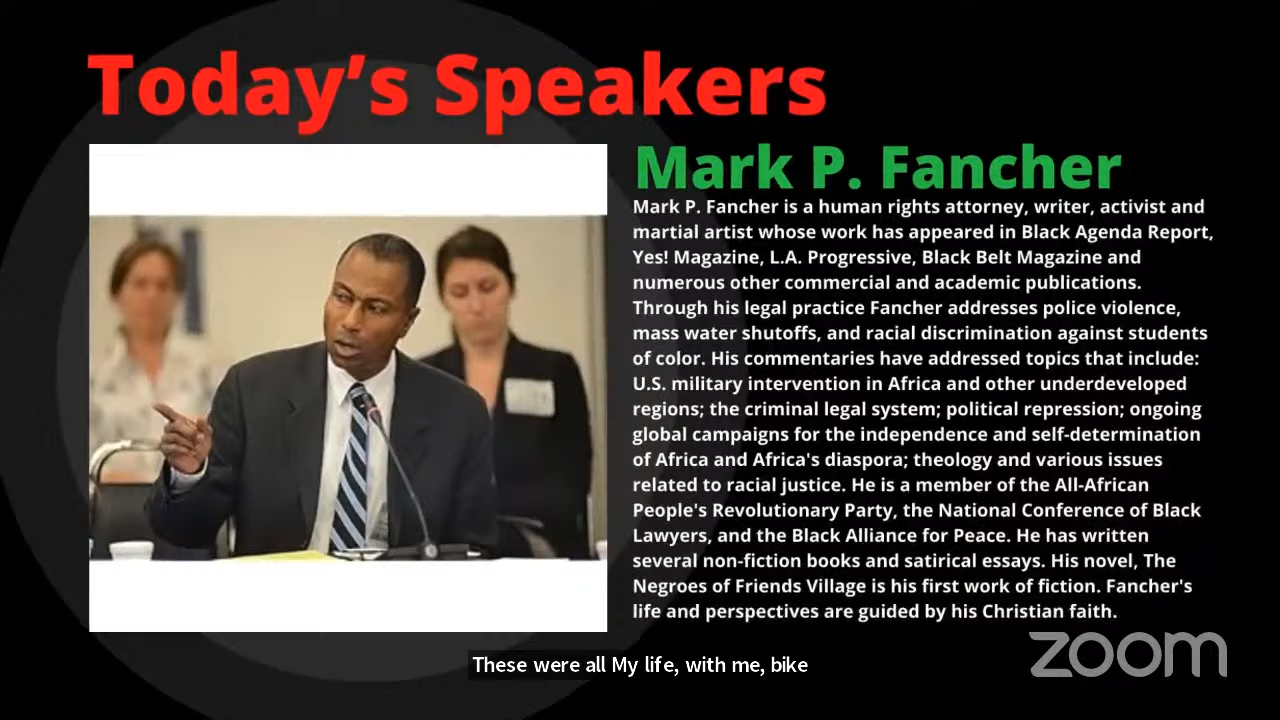 Today’s Speakers
Mark P. Fancher
Mark P. Fancher is a human rights attorney, writer, activist and
martial artist whose work has appeared in Black Agenda Report,
Yes! Magazine, L.A. Progressive, Black Belt Magazine and
numerous other commercial and academic publications.
Through his legal practice Fancher addresses police violence,
mass water shutoffs, and racial discrimination against students
of color. His commentaries have addressed topics that include:
U.S. military intervention in Africa and other underdeveloped
regions; the criminal legal system; political repression; ongoing
global campaigns for the independence and self-determination
of Africa and Africa's diaspora; theology and various issues
related to racial justice. He is a member of the All-African
People's Revolutionary Party, the National Conference of Black
Lawyers, and the Black Alliance for Peace. He has written
several non-fiction books and satirical essays. His novel, The
Negroes of Friends Village is his first work of fiction. Fancher's
life and perspectives are guided by his Christian faith.
zoom
These were all My life, with me, bike